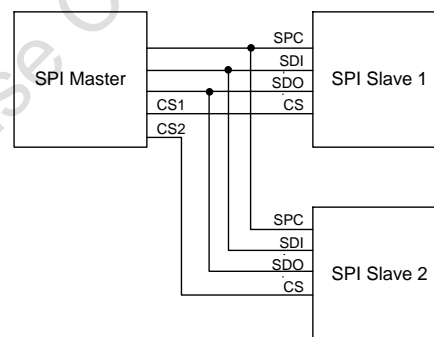 SPI Master
CS1
CS2
SPC
SDI
SDO
CS
SPI Slave 1
SPC
SDI
SDO
CS
SPI Slave 2